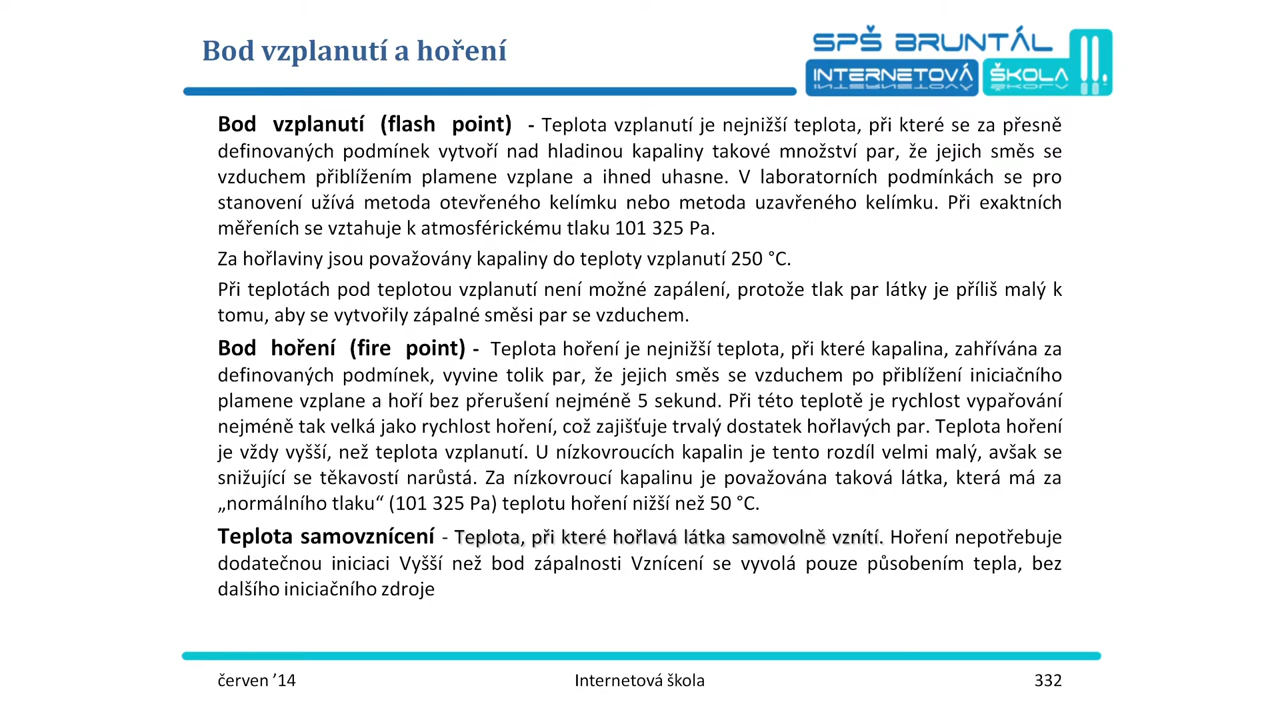 Bod vzplanutí a hoření
SPŠ BRUNTÁL
INTERNETOVÁ ŠKOLA
Bod vzplanutí (flash point) - Teplota vzplanutí je nejnižší teplota, při které se za přesně
definovaných podmínek vytvoří nad hladinou kapaliny takové množství par, že jejich směs se
vzduchem přiblížením plamene vzplane a ihned uhasne. V laboratorních podmínkách se pro
stanovení užívá metoda otevřeného kelímku nebo metoda uzavřeného kelímku. Při exaktních
měřeních se vztahuje k atmosférickému tlaku 101 325 Pa.
Za hořlaviny jsou považovány kapaliny do teploty vzplanutí 250 °C.
Při teplotách pod teplotou vzplanutí není možné zapálení, protože tlak par látky je příliš malý k
tomu, aby se vytvořily zápalné směsi par se vzduchem.
Bod hoření (fire point) - Teplota hoření je nejnižší teplota, při které kapalina, zahřívána za
definovaných podmínek, vyvine tolik par, že jejich směs se vzduchem po přiblížení iniciačního
plamene vzplane a hoří bez přerušení nejméně 5 sekund. Při této teplotě je rychlost vypařování
nejméně tak velká jako rychlost hoření, což zajišťuje trvalý dostatek hořlavých par. Teplota hoření
je vždy vyšší, než teplota vzplanutí. U nízkovroucích kapalin je tento rozdíl velmi malý, avšak se
snižující se těkavostí narůstá. Za nízkovroucí kapalinu je považována taková látka, která má za
„normálního tlaku“ (101 325 Pa) teplotu hoření nižší než 50 °C.
Teplota samovznícení - Teplota, při které hořlavá látka samovolně vznítí. Hoření nepotřebuje
dodatečnou iniciaci Vyšší než bod zápalnosti Vznícení se vyvolá pouze působením tepla, bez
dalšího iniciačního zdroje
červen ’14
Internetová škola
332